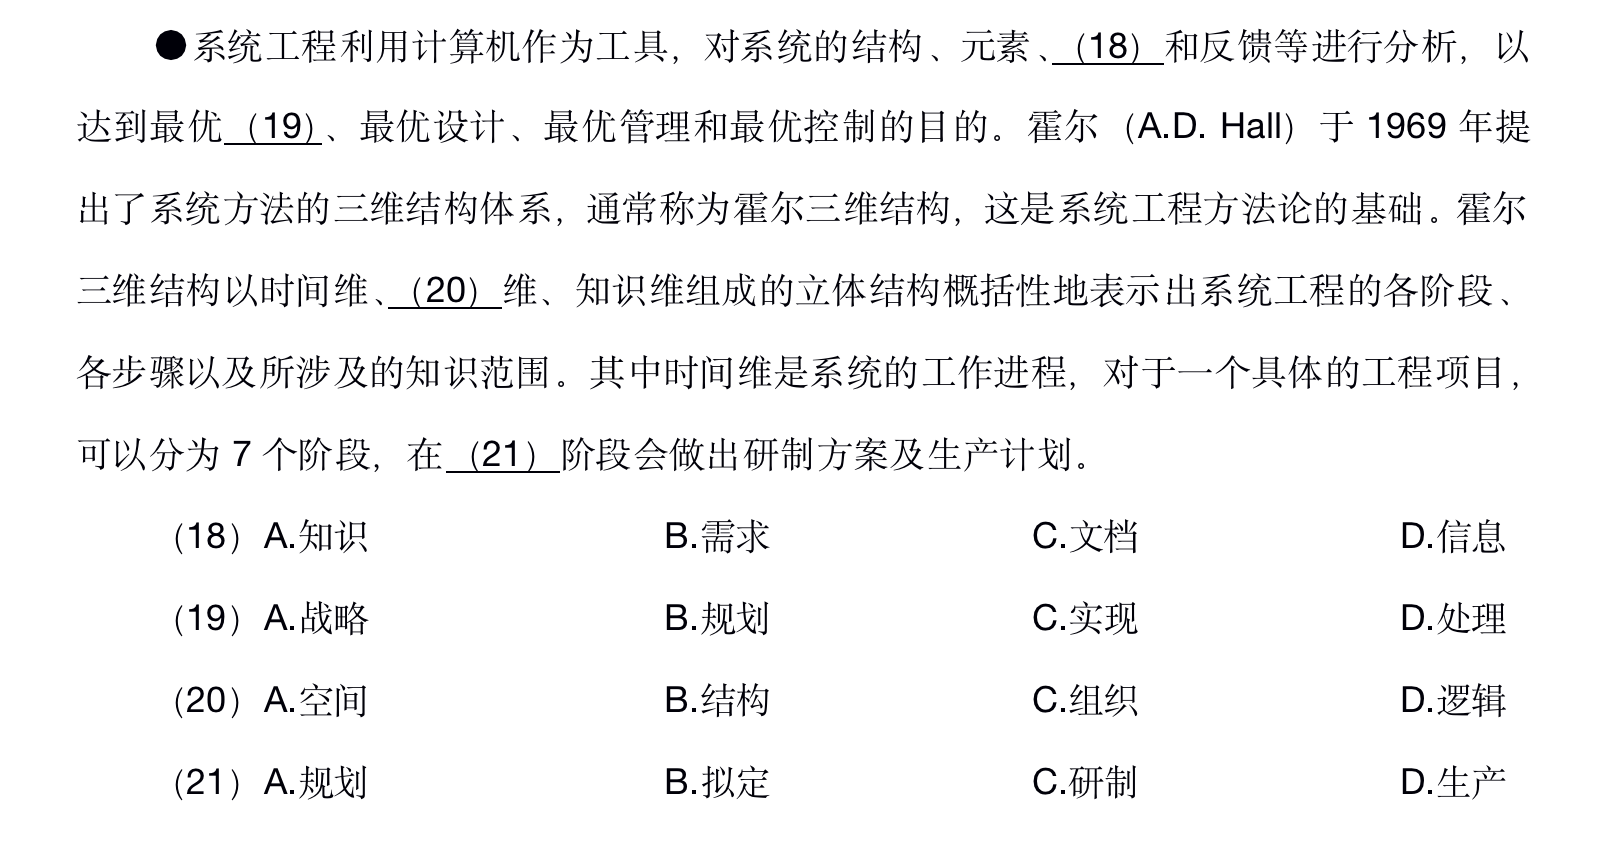 ●系统工程利用计算机作为工具，对系统的结构、元素、（18）和反馈等进行分析，以
达到最优（19）、最优设计、最优管理和最优控制的目的。霍尔（A.D. Hall）于 1969 年提
出了系统方法的三维结构体系，通常称为霍尔三维结构，这是系统工程方法论的基础。霍尔
三维结构以时间维、（20）维、知识维组成的立体结构概括性地表示出系统工程的各阶段、
各步骤以及所涉及的知识范围。其中时间维是系统的工作进程，对于一个具体的工程项目，
可以分为 7 个阶段，在（21）阶段会做出研制方案及生产计划。
（18）A.知识 B.需求 C.文档 D.信息
（19）A.战略 B.规划 C.实现 D.处理
（20）A.空间 B.结构 C.组织 D.逻辑
（21）A.规划 B.拟定 C.研制 D.生产